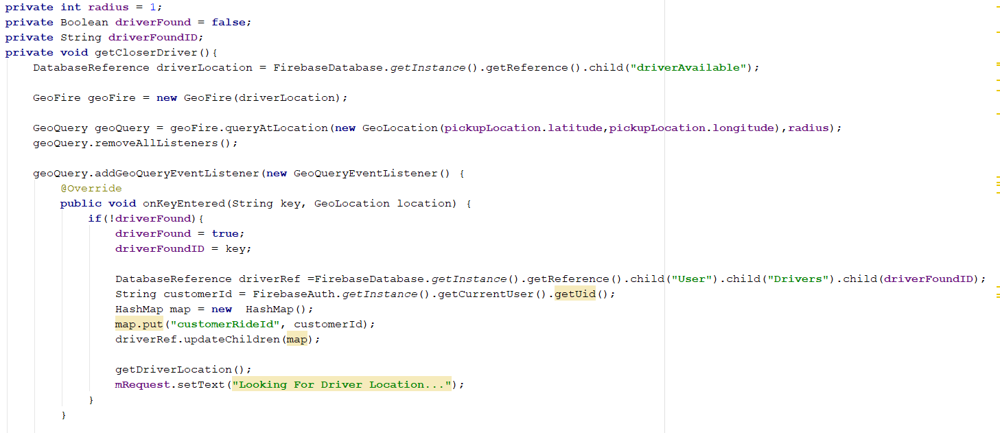 private int radius = 1;
private Boolean driverFound = false;
private String driverFoundID;
private void getCloserDriver(){
    DatabaseReference driverLocation = FirebaseDatabase.getInstance().getReference().child("driverAvailable");

    GeoFire geoFire = new GeoFire(driverLocation);

    GeoQuery geoQuery = geoFire.queryAtLocation(new GeoLocation(pickupLocation.latitude,pickupLocation.longitude),radius);
    geoQuery.removeAllListeners();

    geoQuery.addGeoQueryEventListener(new GeoQueryEventListener() {
        @Override
        public void onKeyEntered(String key, GeoLocation location) {
            if(!driverFound){
                driverFound = true;
                driverFoundID = key;

                DatabaseReference driverRef =FirebaseDatabase.getInstance().getReference().child("User").child("Drivers").child(driverFoundID);
                String customerId = FirebaseAuth.getInstance().getCurrentUser().getUid();
                HashMap map = new  HashMap();
                map.put("customerRideId", customerId);
                driverRef.updateChildren(map);

                getDriverLocation();
                mRequest.setText("Looking For Driver Location...");
            }
        }